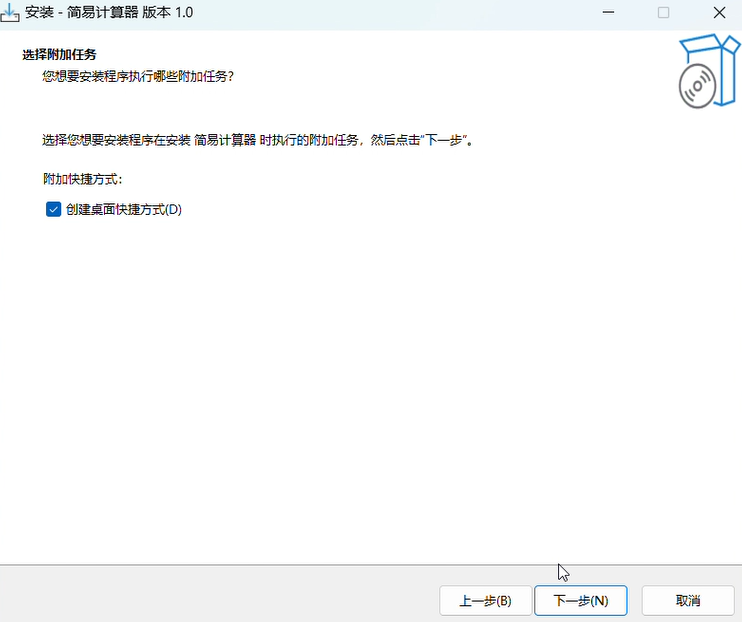 安装 - 简易计算器 版本 1.0
选择附加任务
您想要安装程序执行哪些附加任务?
选择您想要安装程序在安装 简易计算器 时执行的附加任务，然后点击“下一步”。
附加快捷方式:
创建桌面快捷方式(D)
上一步(B) 下一步(N) 取消